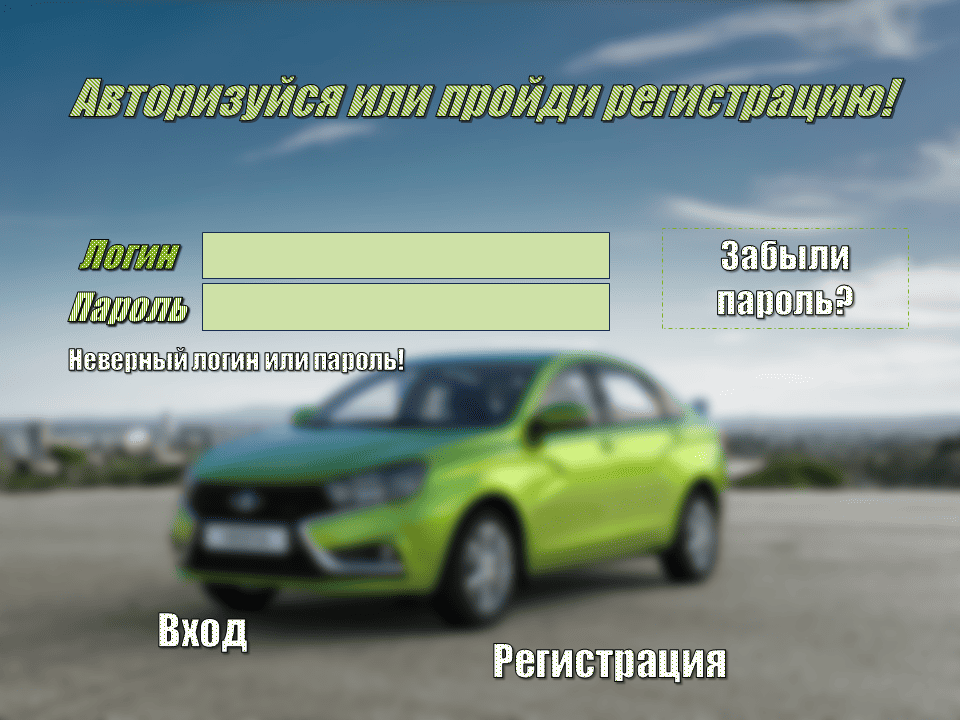 Авторизуйся или пройди регистрацию!
Логин
Забыли
пароль?
Пароль
Неверный логин или пароль!
Вход
Регистрация